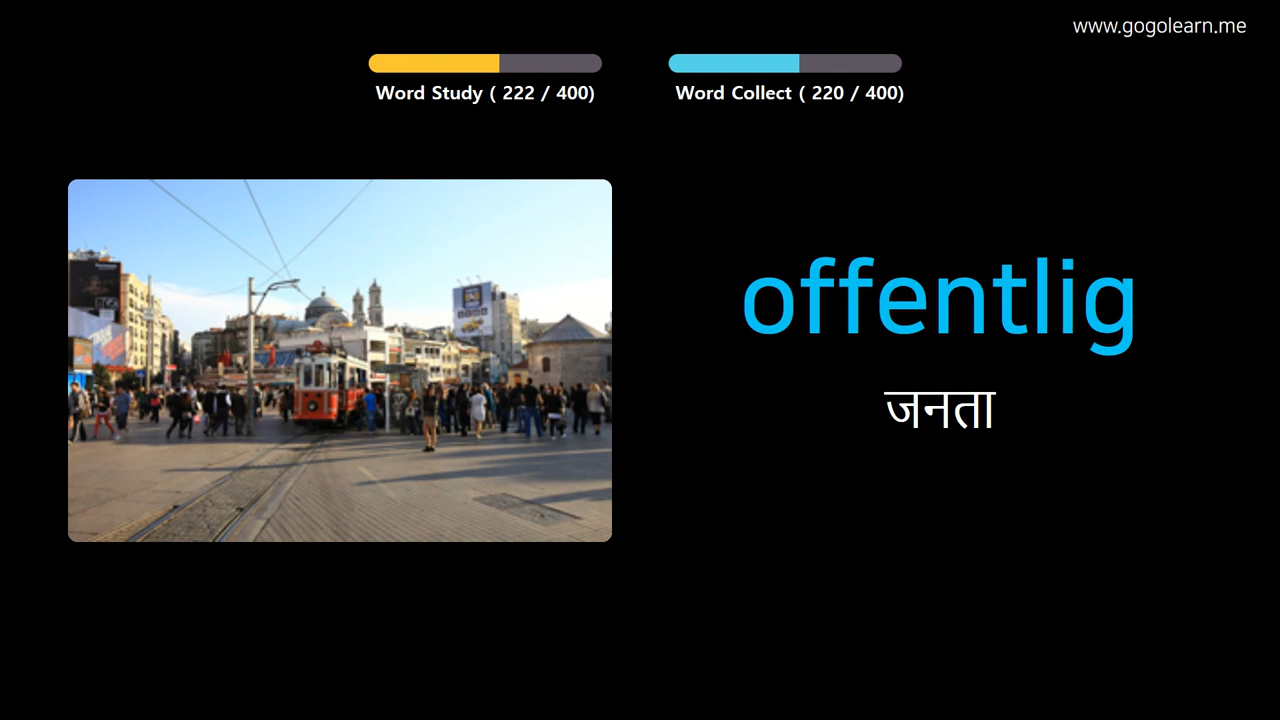 www.gogolearn.me
Word Study ( 222 / 400)
Word Collect ( 220 / 400)
offentlig
जनता